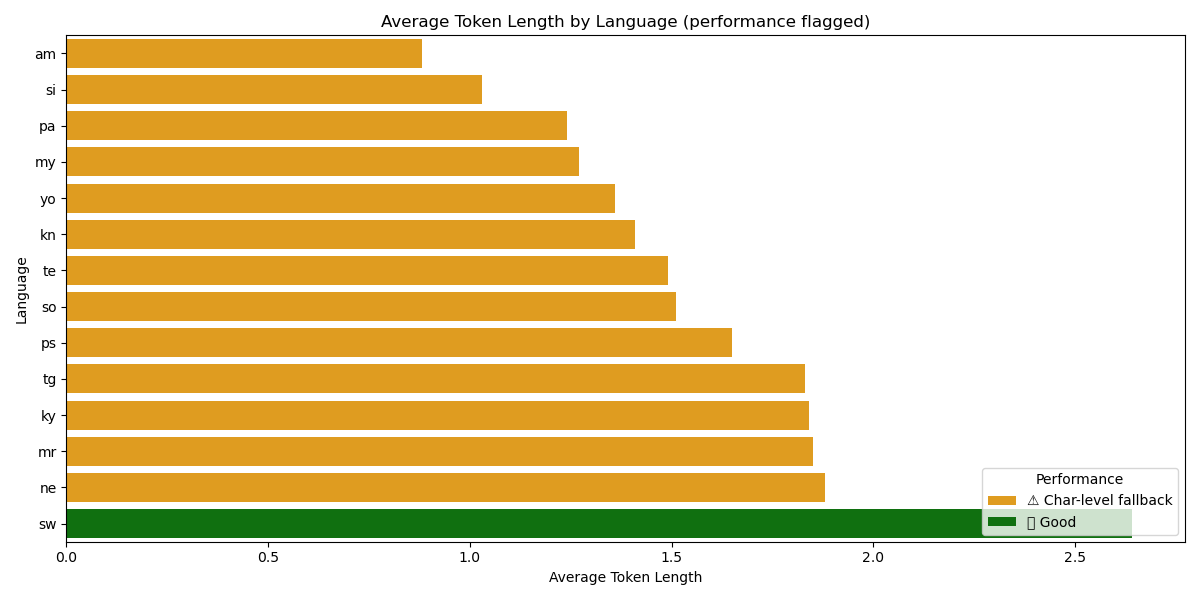 Average Token Length by Language (performance flagged)
Language
am
si
pa
my
yo
kn
te
so
ps
tg
ky
mr
ne
sw
Performance
⚠ Char-level fallback
▯ Good
0.0 0.5 1.0 1.5 2.0 2.5
Average Token Length